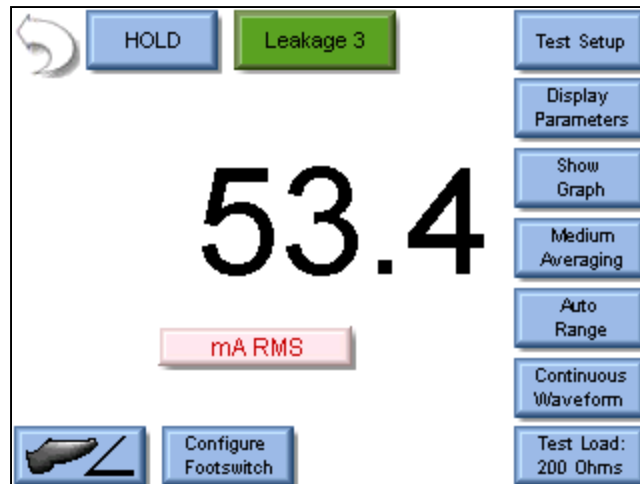 HOLD
Leakage 3
Test Setup
Display
Parameters
Show
Graph
53.4
Medium
Averaging
Auto
Range
mA RMS
Continuous
Waveform
Configure
Footswitch
Test Load:
200 Ohms